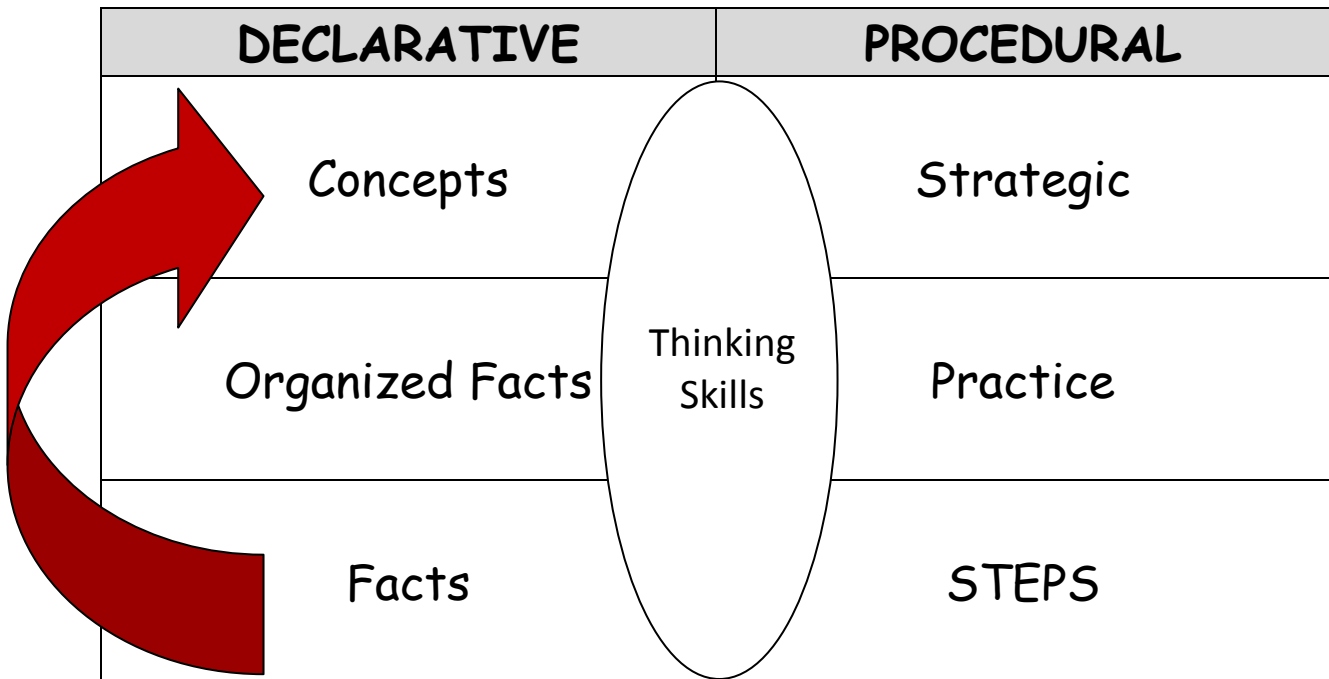 DECLARATIVE
PROCEDURAL
Concepts
Strategic
Organized Facts
Thinking
Skills
Practice
Facts
STEPS